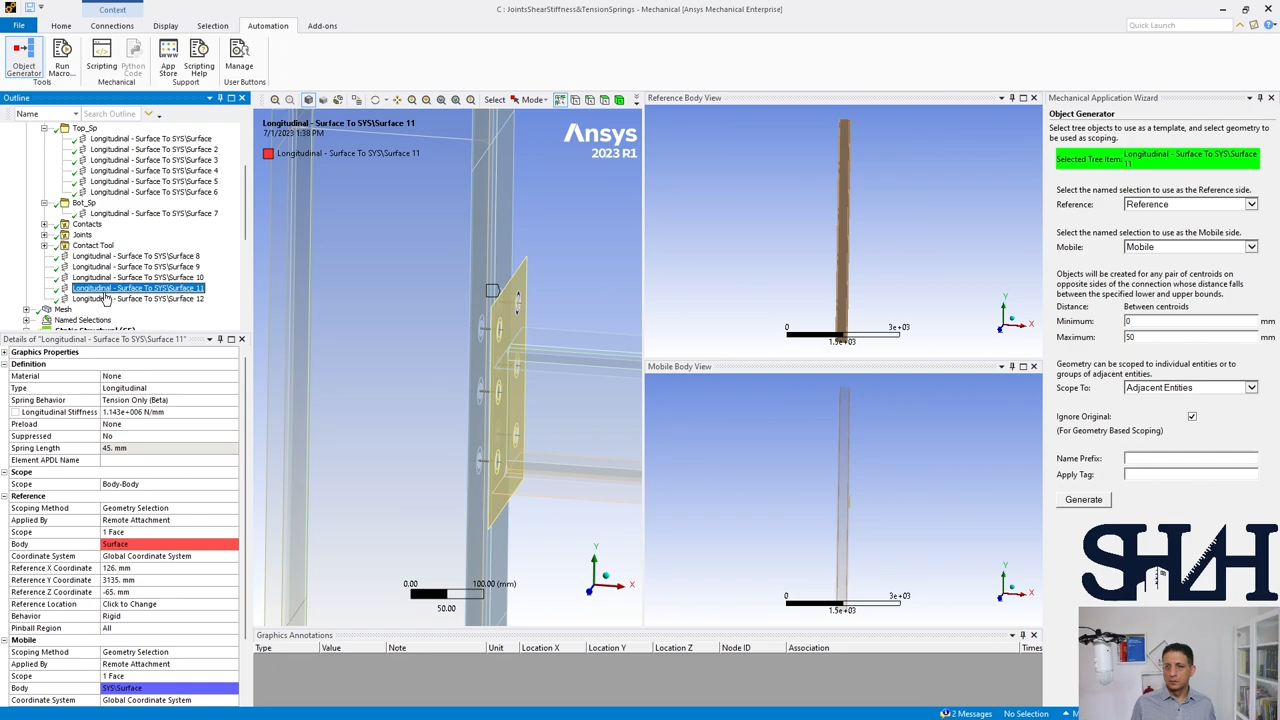 Context
C : JointsShearStiffness&TensionSprings - Mechanical [Ansys Mechanical Enterprise]
File
Home
Connections
Display
Selection
Automation
Add-ons
Quick Launch
Object
Generator
Run
Macro...
Scripting
Python
Code
App
Store
Scripting
Help
Manage
Tools
Mechanical
Support
User Buttons
Outline
Name
Search Outline
Top_Sp
Longitudinal - Surface To SYS\Surface
Longitudinal - Surface To SYS\Surface 2
Longitudinal - Surface To SYS\Surface 3
Longitudinal - Surface To SYS\Surface 4
Longitudinal - Surface To SYS\Surface 5
Longitudinal - Surface To SYS\Surface 6
Bot_Sp
Longitudinal - Surface To SYS\Surface 7
Contacts
Joints
Contact Tool
Longitudinal - Surface To SYS\Surface 8
Longitudinal - Surface To SYS\Surface 9
Longitudinal - Surface To SYS\Surface 10
Longitudinal - Surface To SYS\Surface 11
Longitudinal - Surface To SYS\Surface 12
Mesh
Named Selections
Details of "Longitudinal - Surface To SYS\Surface 11"
Graphics Properties
Definition
Material None
Type Longitudinal
Spring Behavior Tension Only (Beta)
Longitudinal Stiffness 1.143e+006 N/mm
Preload None
Suppressed No
Spring Length 45. mm
Element APDL Name
Scope
Scope Body-Body
Reference
Scoping Method Geometry Selection
Applied By Remote Attachment
Scope 1 Face
Body Surface
Coordinate System Global Coordinate System
Reference X Coordinate 126. mm
Reference Y Coordinate 3135. mm
Reference Z Coordinate -65. mm
Reference Location Click to Change
Behavior Rigid
Pinball Region All
Mobile
Scoping Method Geometry Selection
Applied By Remote Attachment
Scope 1 Face
Body SYS\Surface
Coordinate System Global Coordinate System
Select
Mode
Longitudinal - Surface To SYS\Surface 11
7/1/2023 1:38 PM
Longitudinal - Surface To SYS\Surface 11
Ansys
2023 R1
0.00 100.00 (mm)
50.00
Y
X
Z
Reference Body View
0 3e+03
1.5e+03
Y
X
Z
Mobile Body View
0 3e+03
1.5e+03
Y
X
Z
Graphics Annotations
Type Value Note Unit Location X Location Y Location Z Node ID Association Times
Mechanical Application Wizard
Object Generator
Select tree objects to use as a template, and select geometry
to be used as scoping.
Selected Tree Item: Longitudinal - Surface To SYS\Surface
11
Select the named selection to use as the Reference side.
Reference: Reference
Select the named selection to use as the Mobile side.
Mobile: Mobile
Objects will be created for any pair of centroids on
opposites sides of the connection whose distance falls
between the specified lower and upper bounds.
Distance: Between centroids
Minimum: 0 mm
Maximum: 50 mm
Geometry can be scoped to individual entities or to
groups of adjacent entities.
Scope To: Adjacent Entities
Ignore Original:
(For Geometry Based Scoping)
Name Prefix:
Apply Tag:
Generate
2 Messages
No Selection